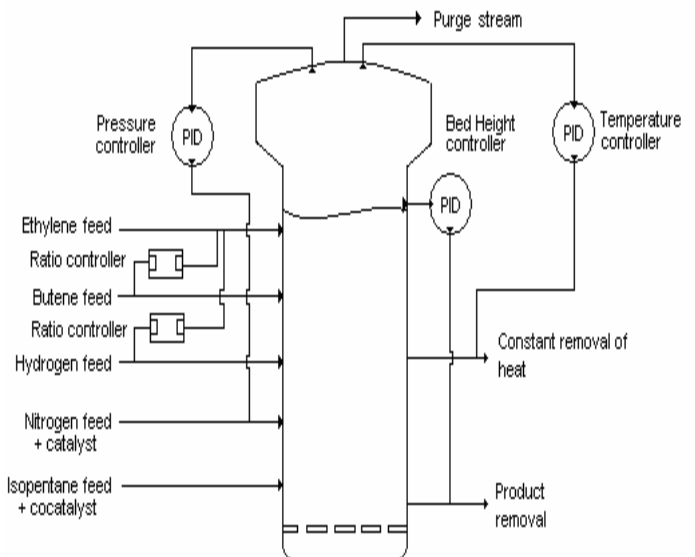 Purge stream
Pressure
controller
PID
Bed Height
controller
PID
PID
Temperature
controller
Ethylene feed
Ratio controller
Butene feed
Ratio controller
Hydrogen feed
Constant removal of
heat
Nitrogen feed
+ catalyst
Isopentane feed
+ cocatalyst
Product
removal